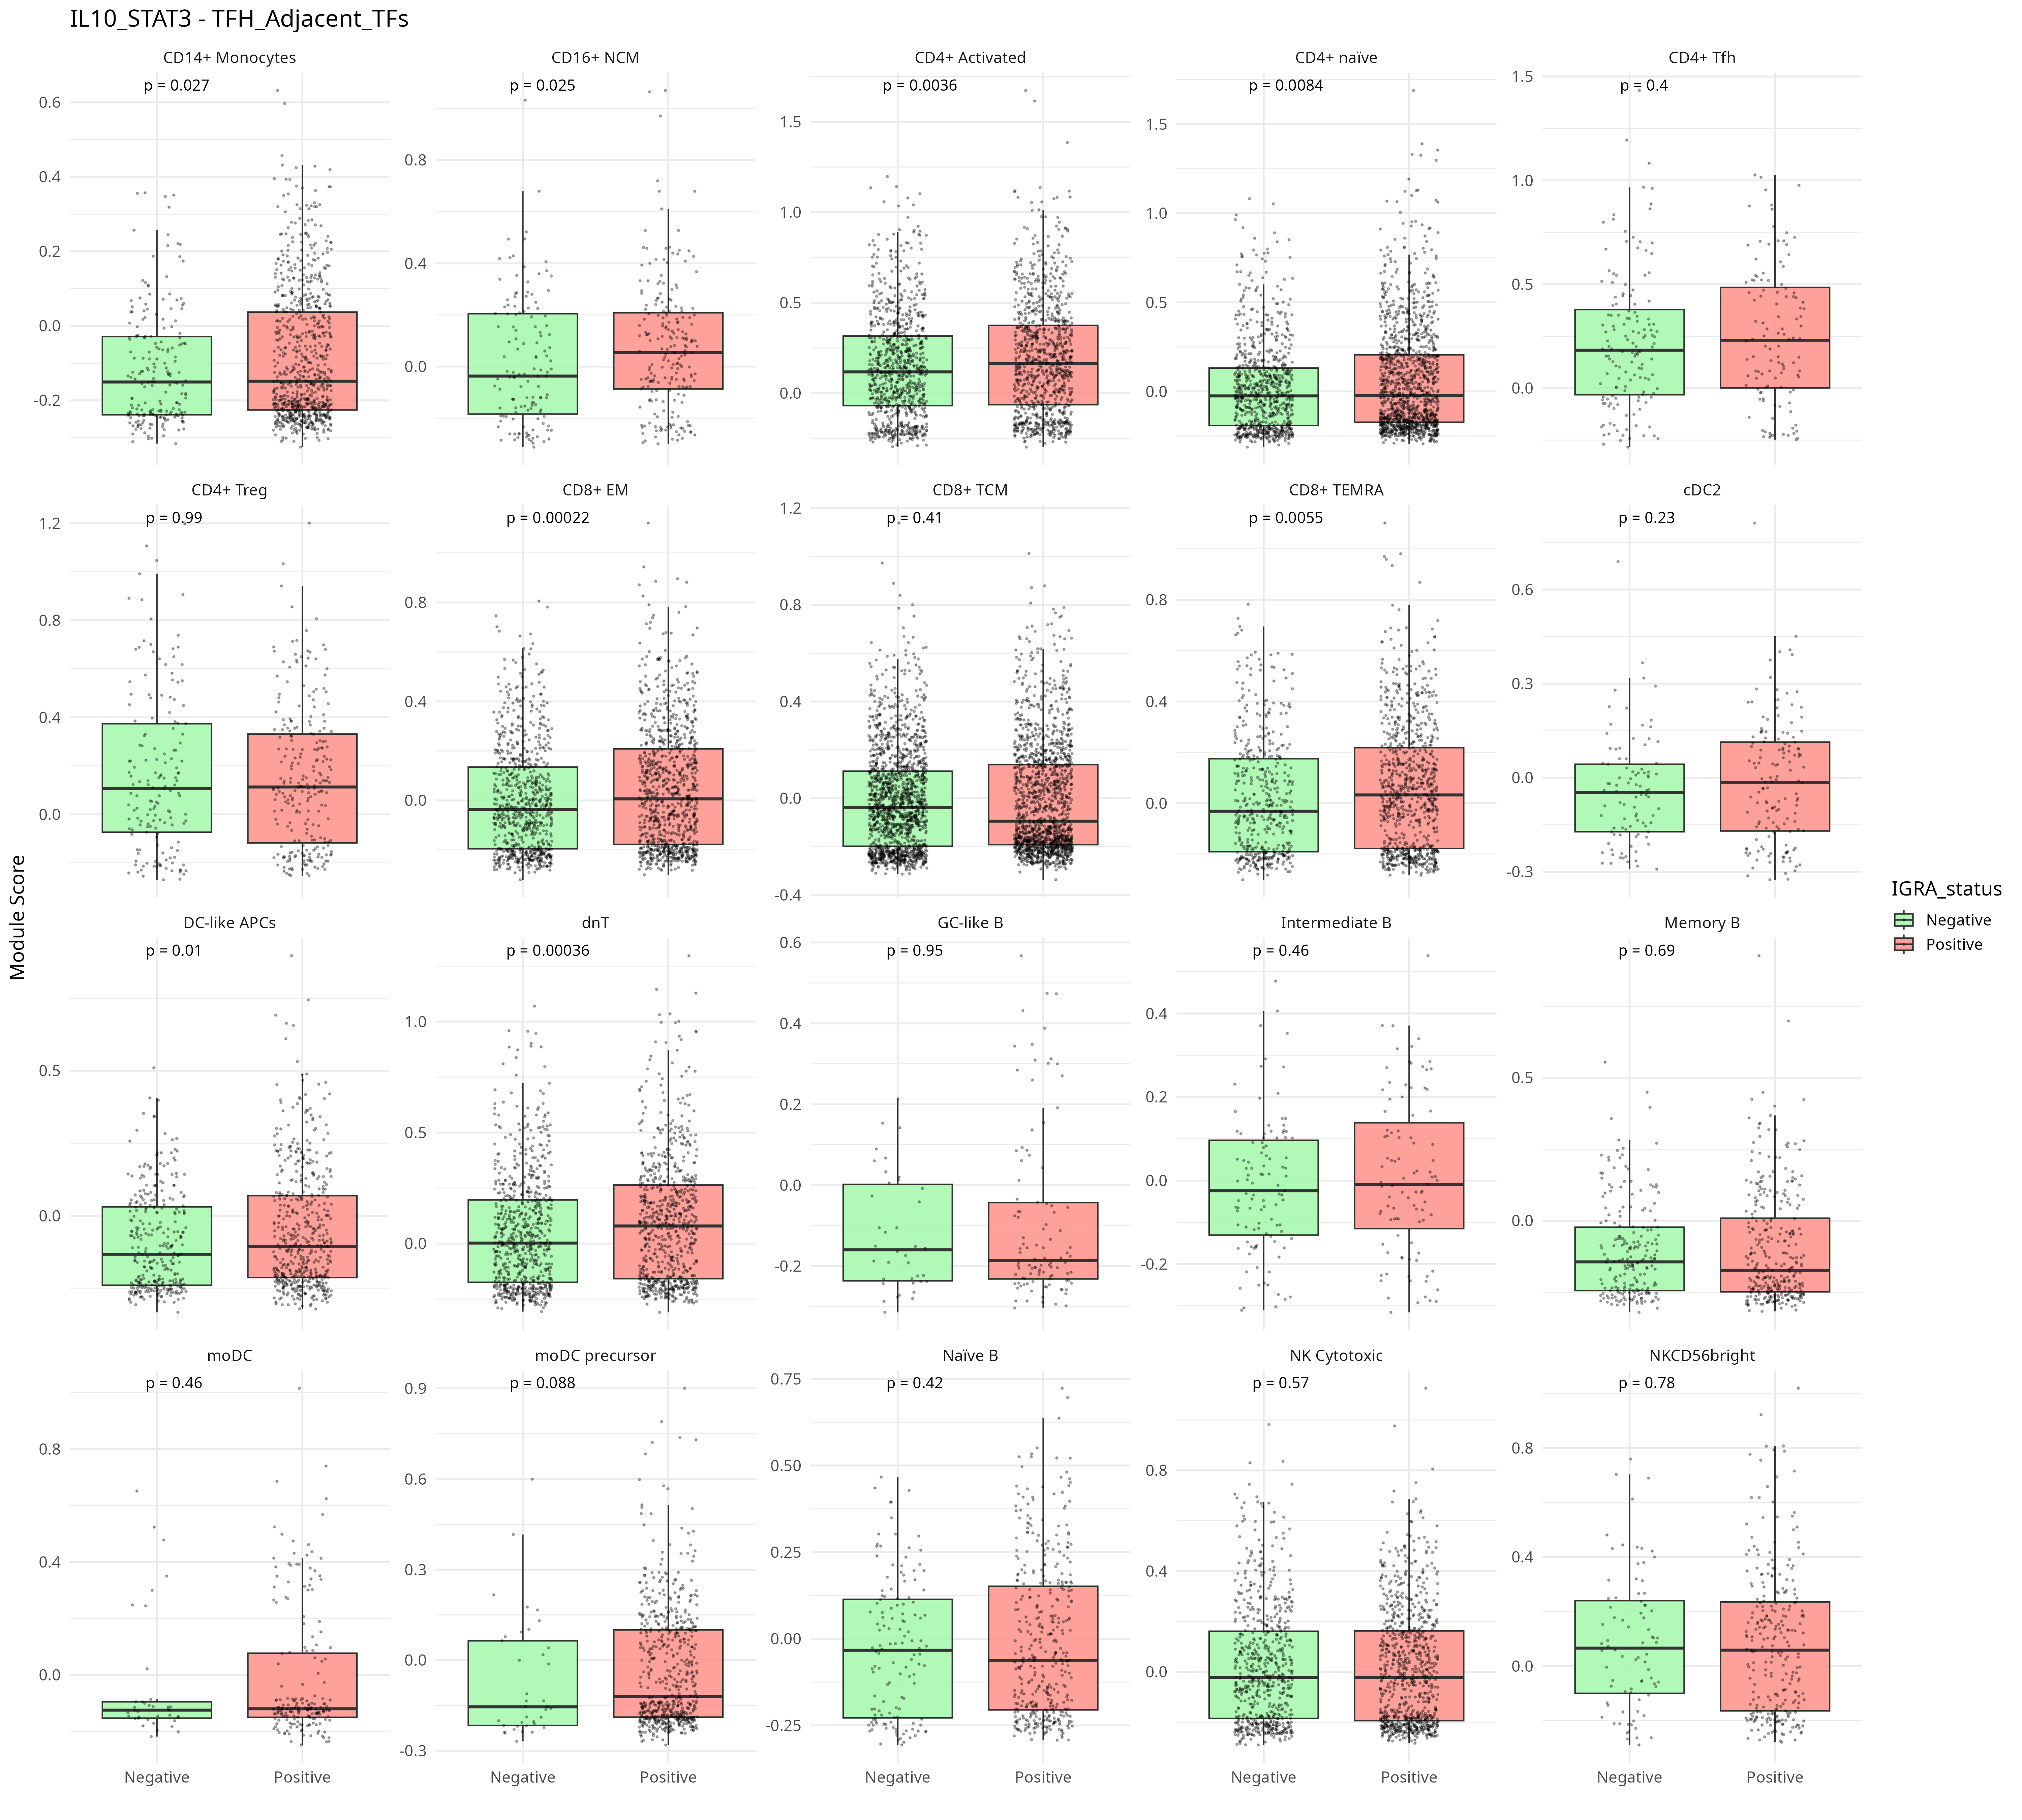 IL10_STAT3 - TFH_Adjacent_TFs
CD14+ Monocytes
CD16+ NCM
CD4+ Activated
CD4+ naïve
CD4+ Tfh
p = 0.027
p = 0.025
p = 0.0036
p = 0.0084
p = 0.4
0.6
0.4
0.2
0.0
-0.2
0.8
0.4
0.0
1.5
1.0
0.5
0.0
1.5
1.0
0.5
0.0
1.5
1.0
0.5
0.0
CD4+ Treg
CD8+ EM
CD8+ TCM
CD8+ TEMRA
cDC2
p = 0.99
p = 0.00022
p = 0.41
p = 0.0055
p = 0.23
1.2
0.8
0.4
0.0
0.8
0.4
0.0
1.2
0.8
0.4
0.0
-0.4
0.8
0.4
0.0
0.6
0.3
0.0
-0.3
Module Score
DC-like APCs
dnT
GC-like B
Intermediate B
Memory B
p = 0.01
p = 0.00036
p = 0.95
p = 0.46
p = 0.69
0.5
0.0
1.0
0.5
0.0
0.6
0.4
0.2
0.0
-0.2
0.4
0.2
0.0
-0.2
0.5
0.0
moDC
moDC precursor
Naïve B
NK Cytotoxic
NKCD56bright
p = 0.46
p = 0.088
p = 0.42
p = 0.57
p = 0.78
0.8
0.4
0.0
0.9
0.6
0.3
0.0
-0.3
0.75
0.50
0.25
0.00
-0.25
0.8
0.4
0.0
0.8
0.4
0.0
Negative
Positive
Negative
Positive
Negative
Positive
Negative
Positive
Negative
Positive
IGRA_status
Negative
Positive